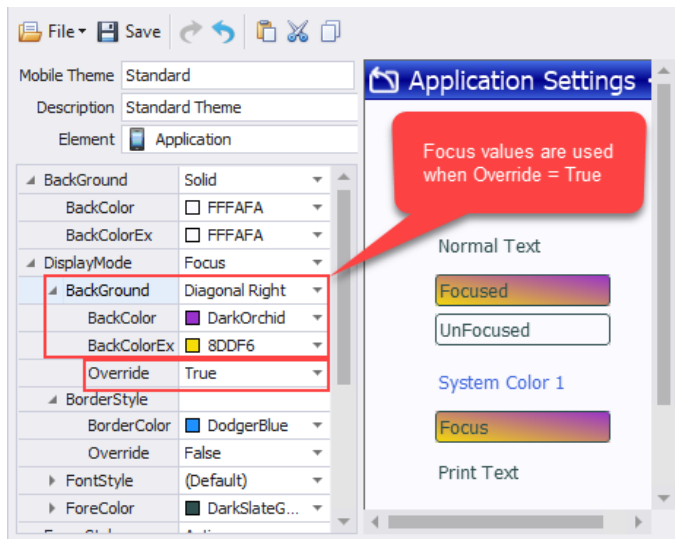 File Save
Mobile Theme Standard
Description Standard Theme
Element Application
BackGround Solid
BackColor FFFAFA
BackColorEx FFFAFA
DisplayMode Focus
BackGround Diagonal Right
BackColor DarkOrchid
BackColorEx 8DDF6
Override True
BorderStyle
BorderColor DodgerBlue
Override False
FontStyle (Default)
ForeColor DarkSlateG...
Application Settings
Focus values are used
when Override = True
Normal Text
Focused
UnFocused
System Color 1
Focus
Print Text